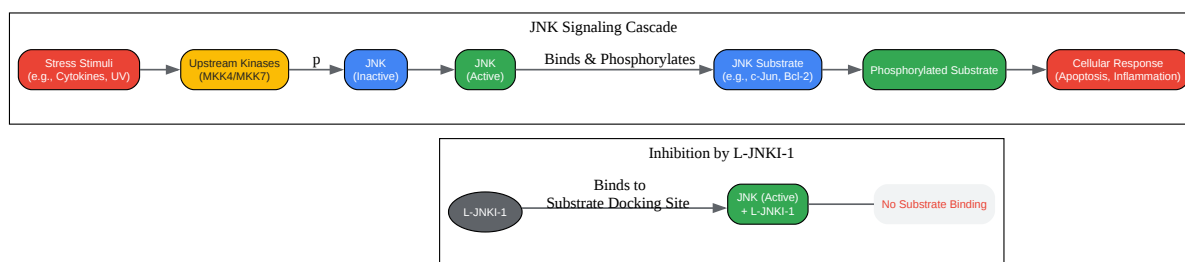 JNK Signaling Cascade
Stress Stimuli
(e.g., Cytokines, UV)
Upstream Kinases
(MKK4/MKK7)
p
JNK
(Inactive)
JNK
(Active)
Binds & Phosphorylates
JNK Substrate
(e.g., c-Jun, Bcl-2)
Phosphorylated Substrate
Cellular Response
(Apoptosis, Inflammation)
Inhibition by L-JNKI-1
L-JNKI-1
Binds to
Substrate Docking Site
JNK (Active)
+ L-JNKI-1
No Substrate Binding